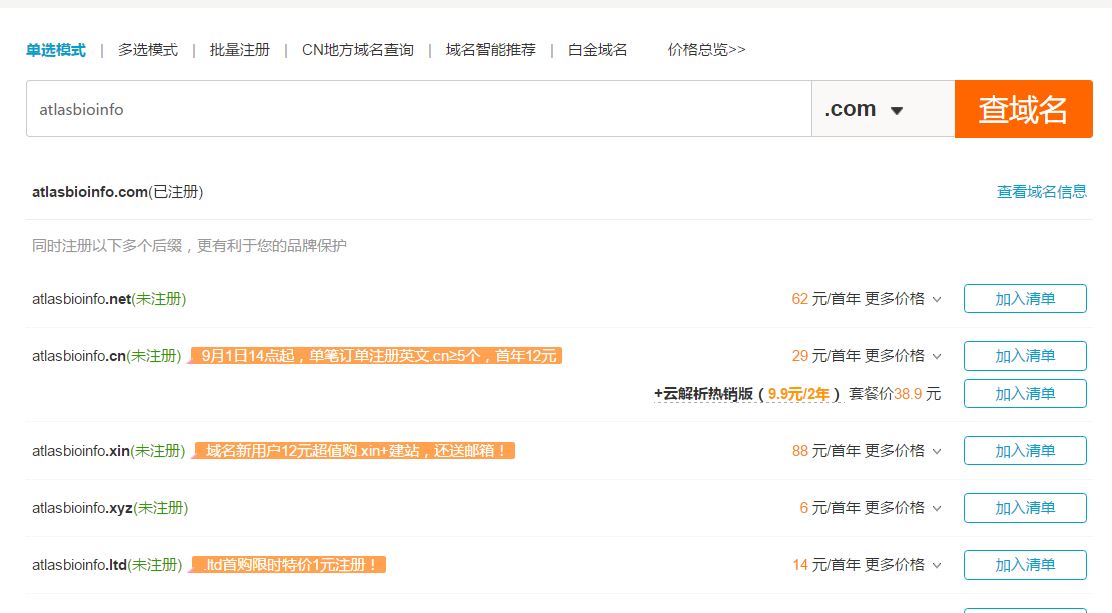 单选模式 | 多选模式 | 批量注册 | CN地方域名查询 | 域名智能推荐 | 白金域名 价格总览>>
atlasbioinfo .com 查域名
atlasbioinfo.com(已注册) 查看域名信息
同时注册以下多个后缀，更有利于您的品牌保护
atlasbioinfo.net(未注册) 62 元/首年 更多价格 加入清单
atlasbioinfo.cn(未注册) 9月1日14点起，单笔订单注册英文.cn≥5个，首年12元 29 元/首年 更多价格 加入清单
+云解析热销版（9.9元/2年）套餐价38.9 元 加入清单
atlasbioinfo.xin(未注册) 域名新用户12元超值购.xin+建站，还送邮箱！ 88 元/首年 更多价格 加入清单
atlasbioinfo.xyz(未注册) 6 元/首年 更多价格 加入清单
atlasbioinfo.ltd(未注册) .ltd首购限时特价1元注册！ 14 元/首年 更多价格 加入清单